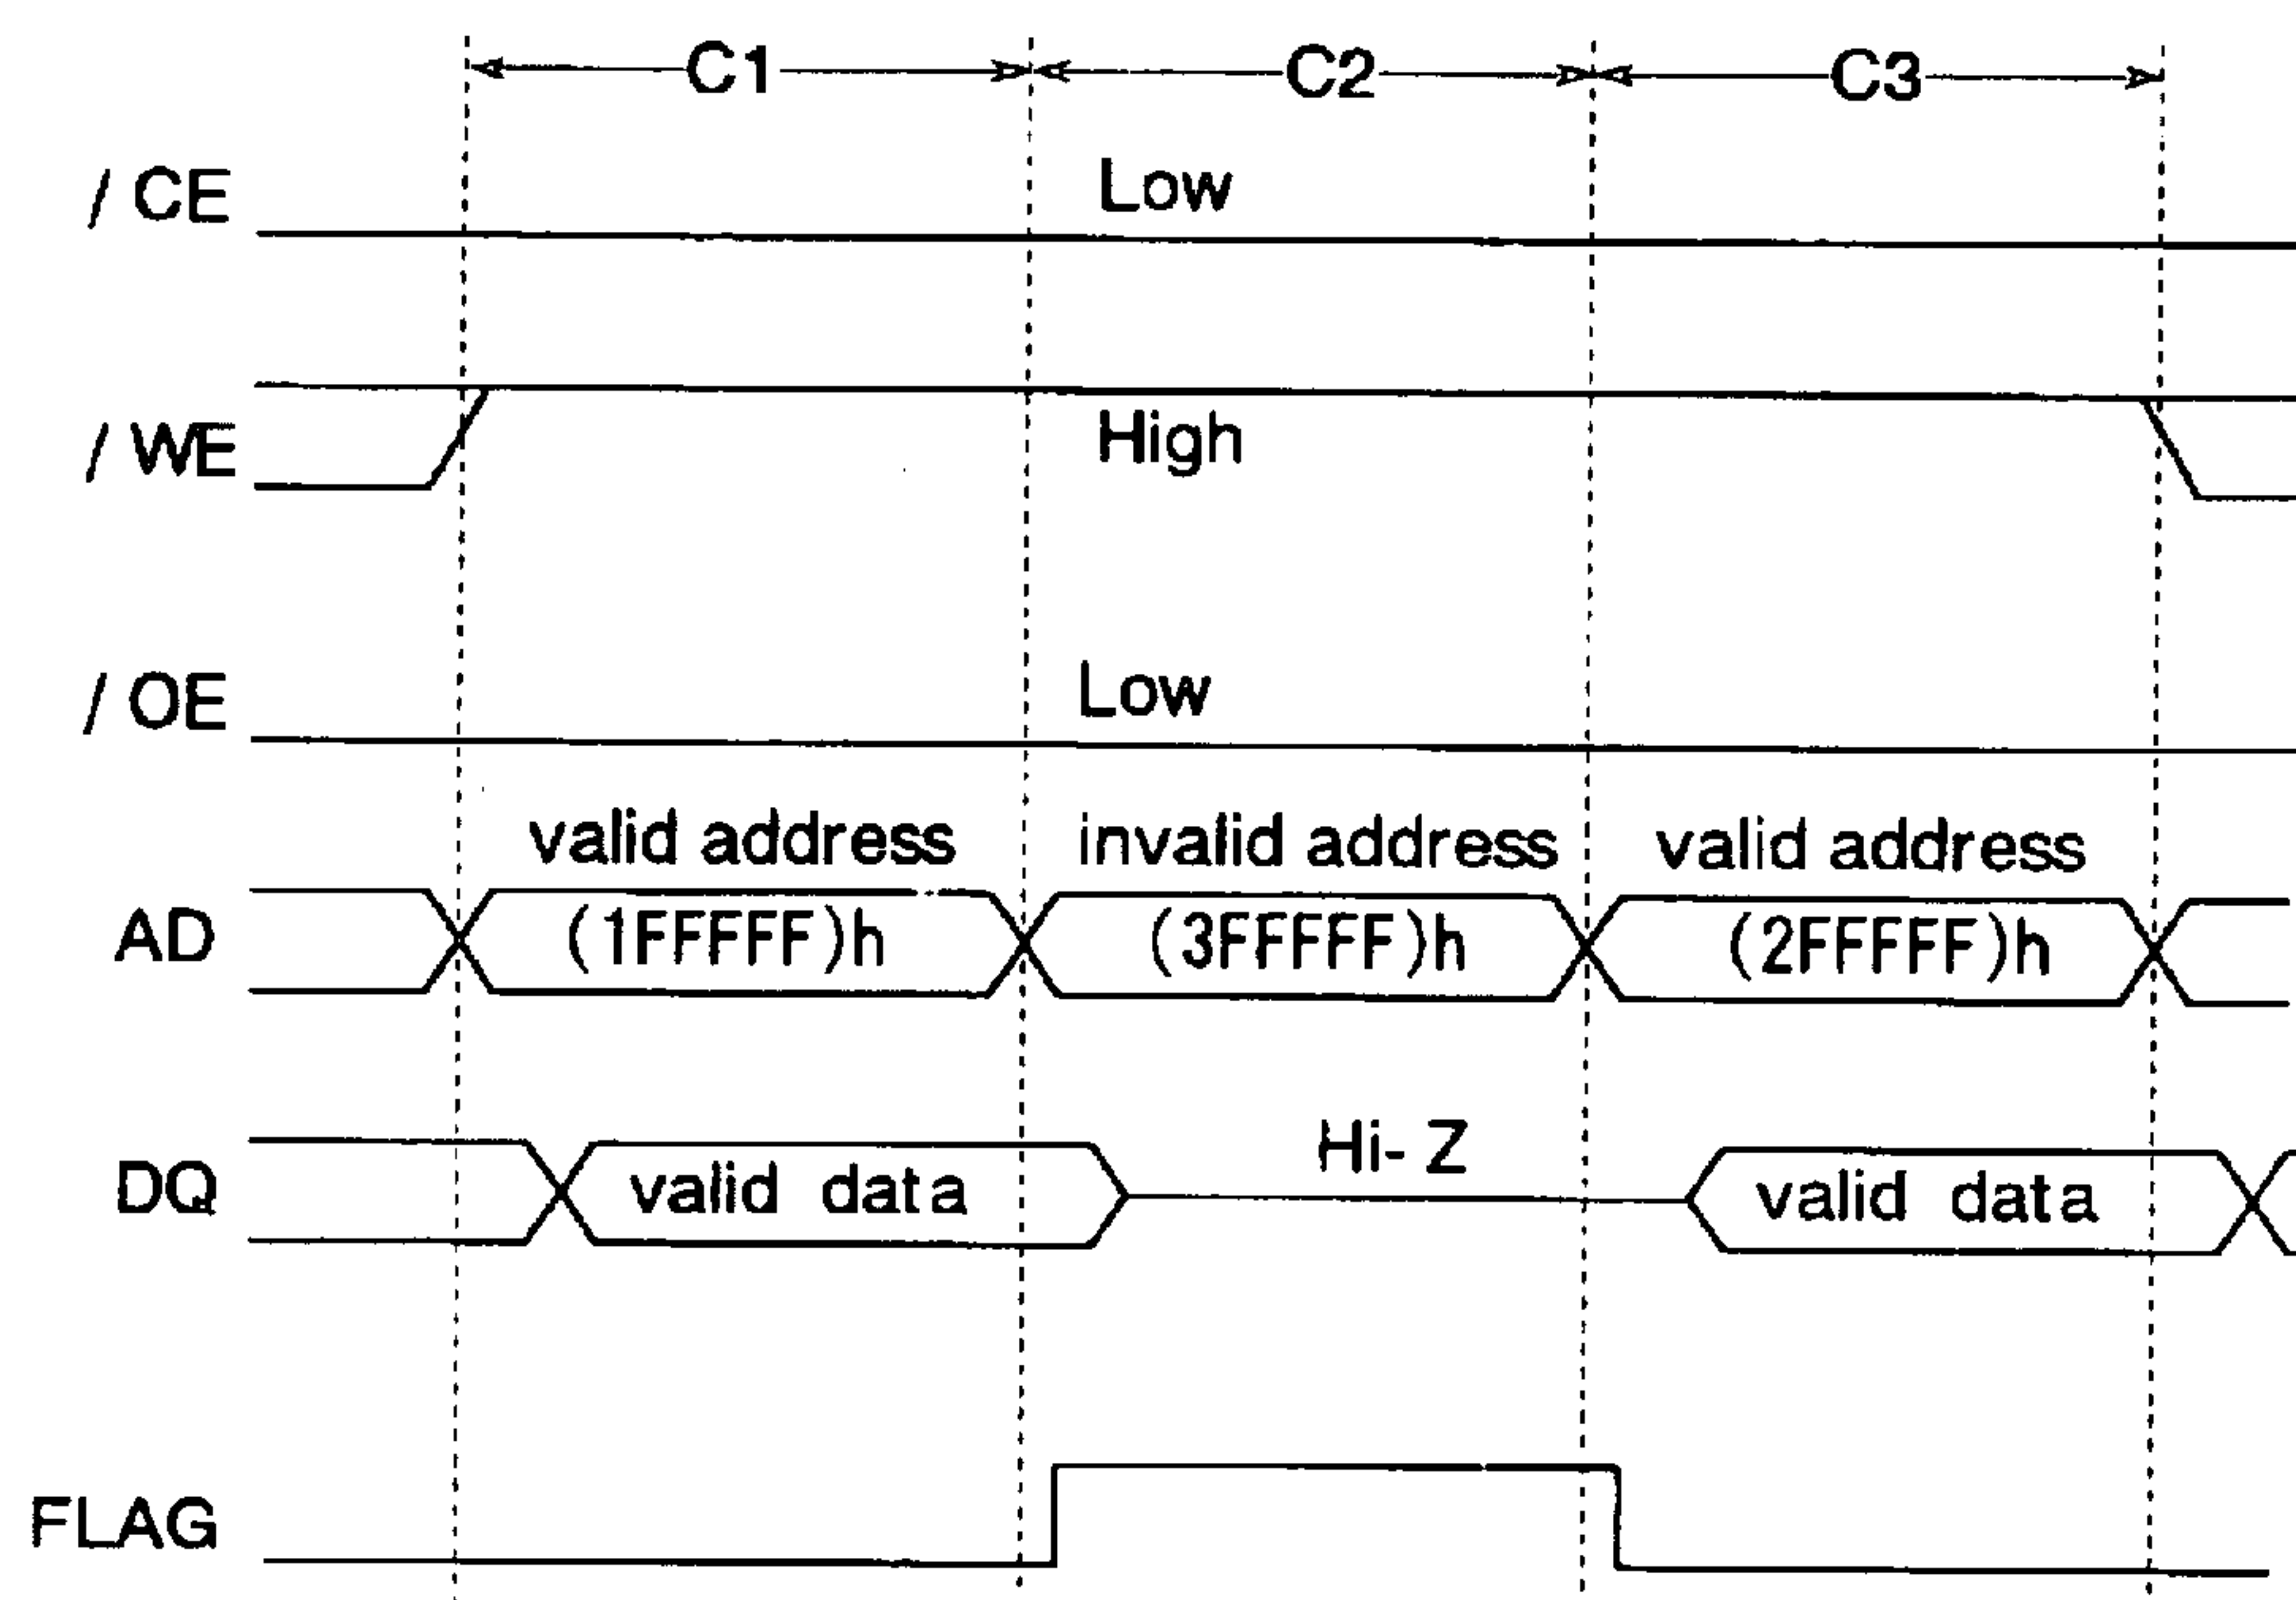 C1 C2 C3
/ CE Low
/ WE High
/ OE Low
valid address invalid address valid address
AD (1FFFFF)h (3FFFFF)h (2FFFFF)h
Hi- Z
DQ valid data valid data
FLAG